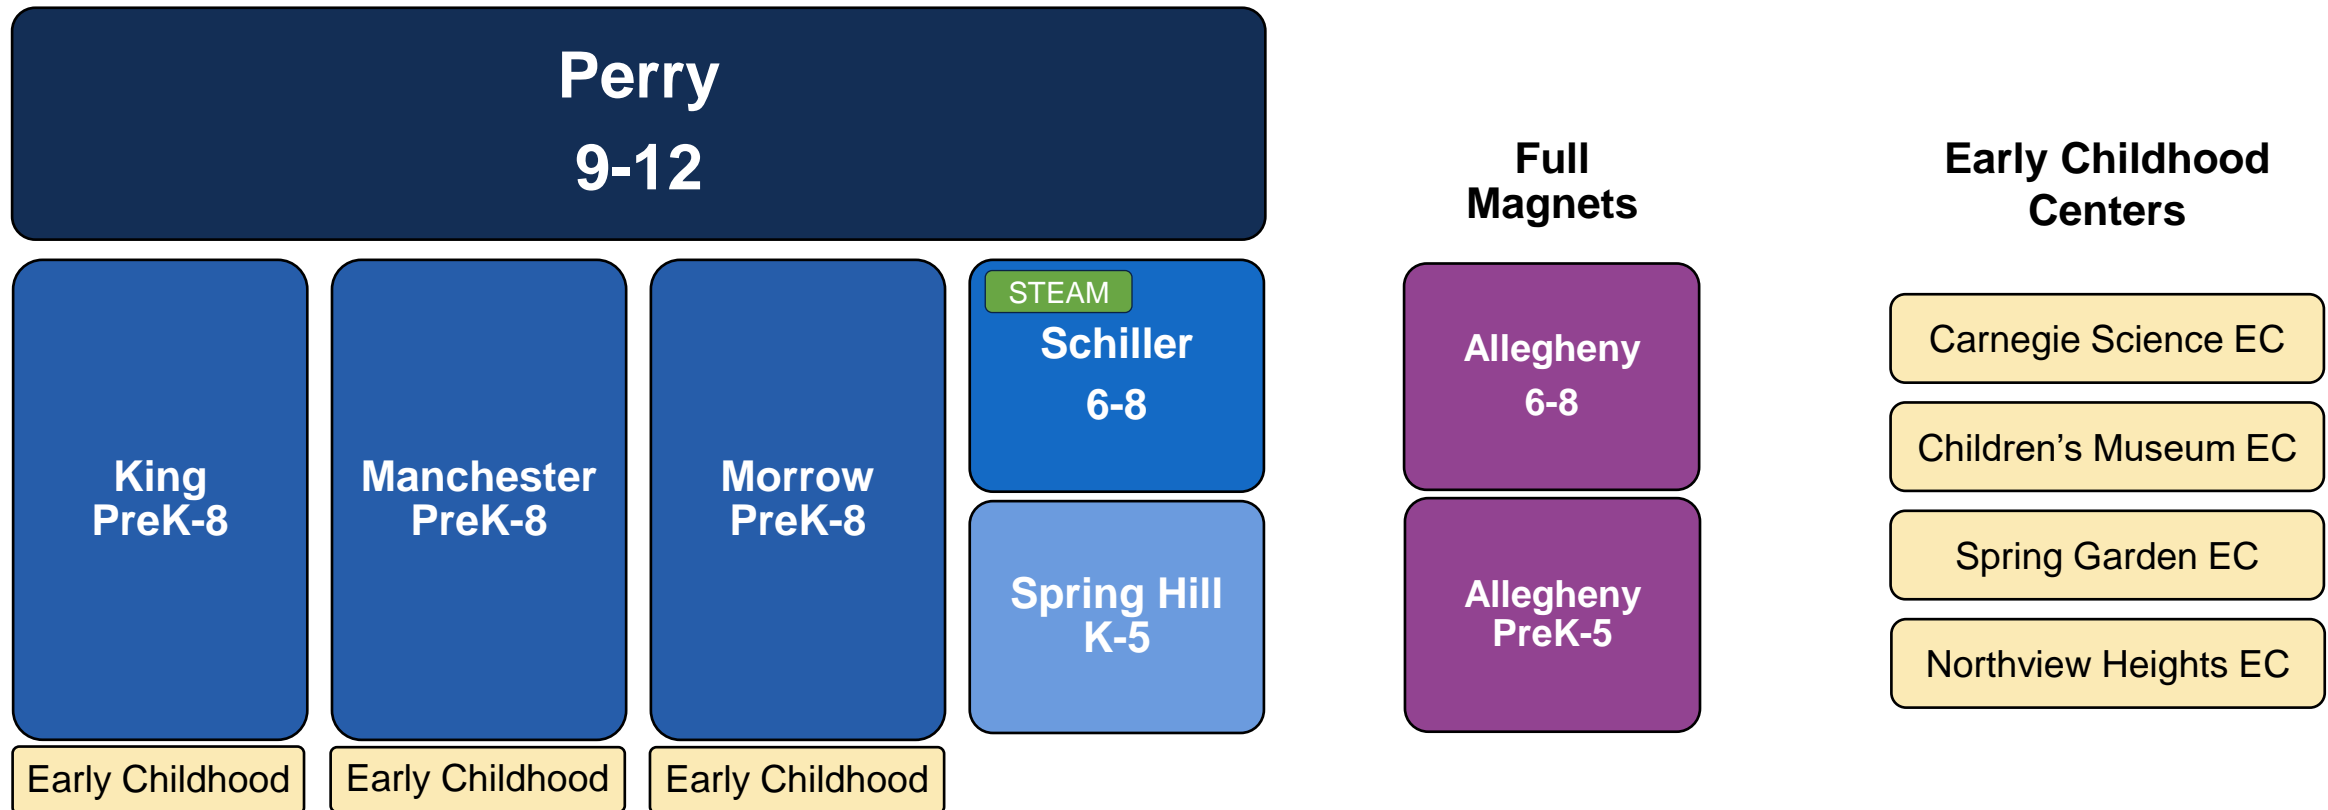 Perry
9-12
King
PreK-8
Early Childhood
Manchester
PreK-8
Early Childhood
Morrow
PreK-8
Early Childhood
STEAM
Schiller
6-8
Spring Hill
K-5
Full
Magnets
Allegheny
6-8
Allegheny
PreK-5
Early Childhood
Centers
Carnegie Science EC
Children’s Museum EC
Spring Garden EC
Northview Heights EC